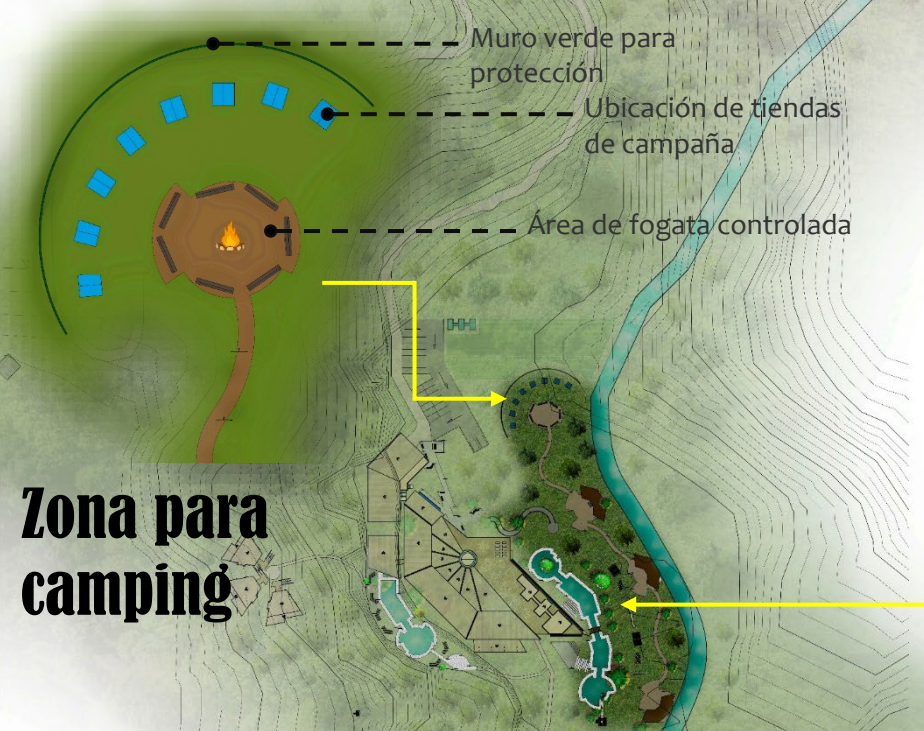 Muro verde para
protección
Ubicación de tiendas
de campaña
Área de fogata controlada
Zona para
camping